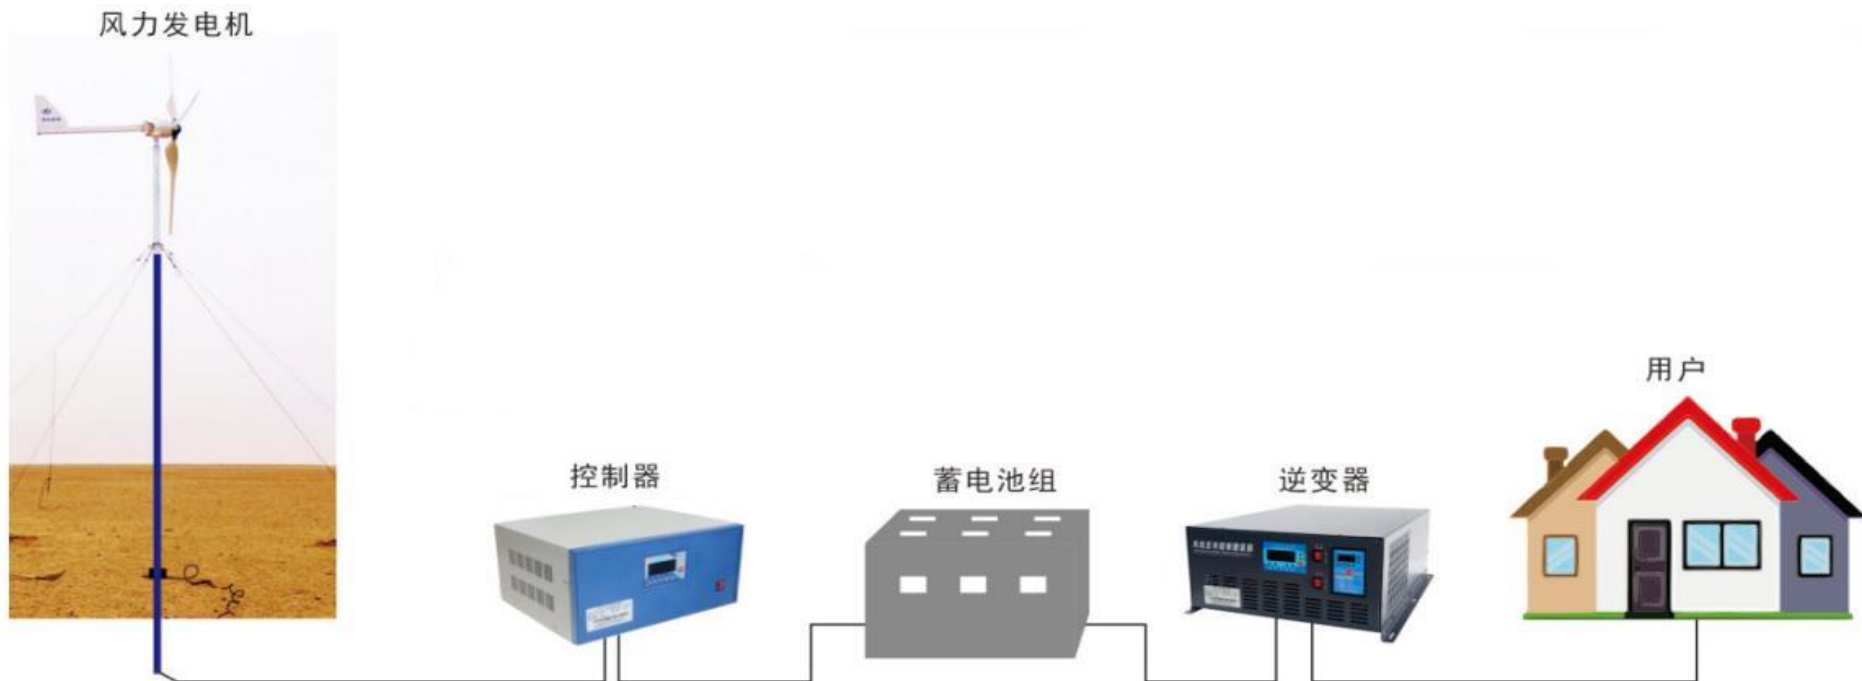 风力发电机
控制器
蓄电池组
逆变器
用户